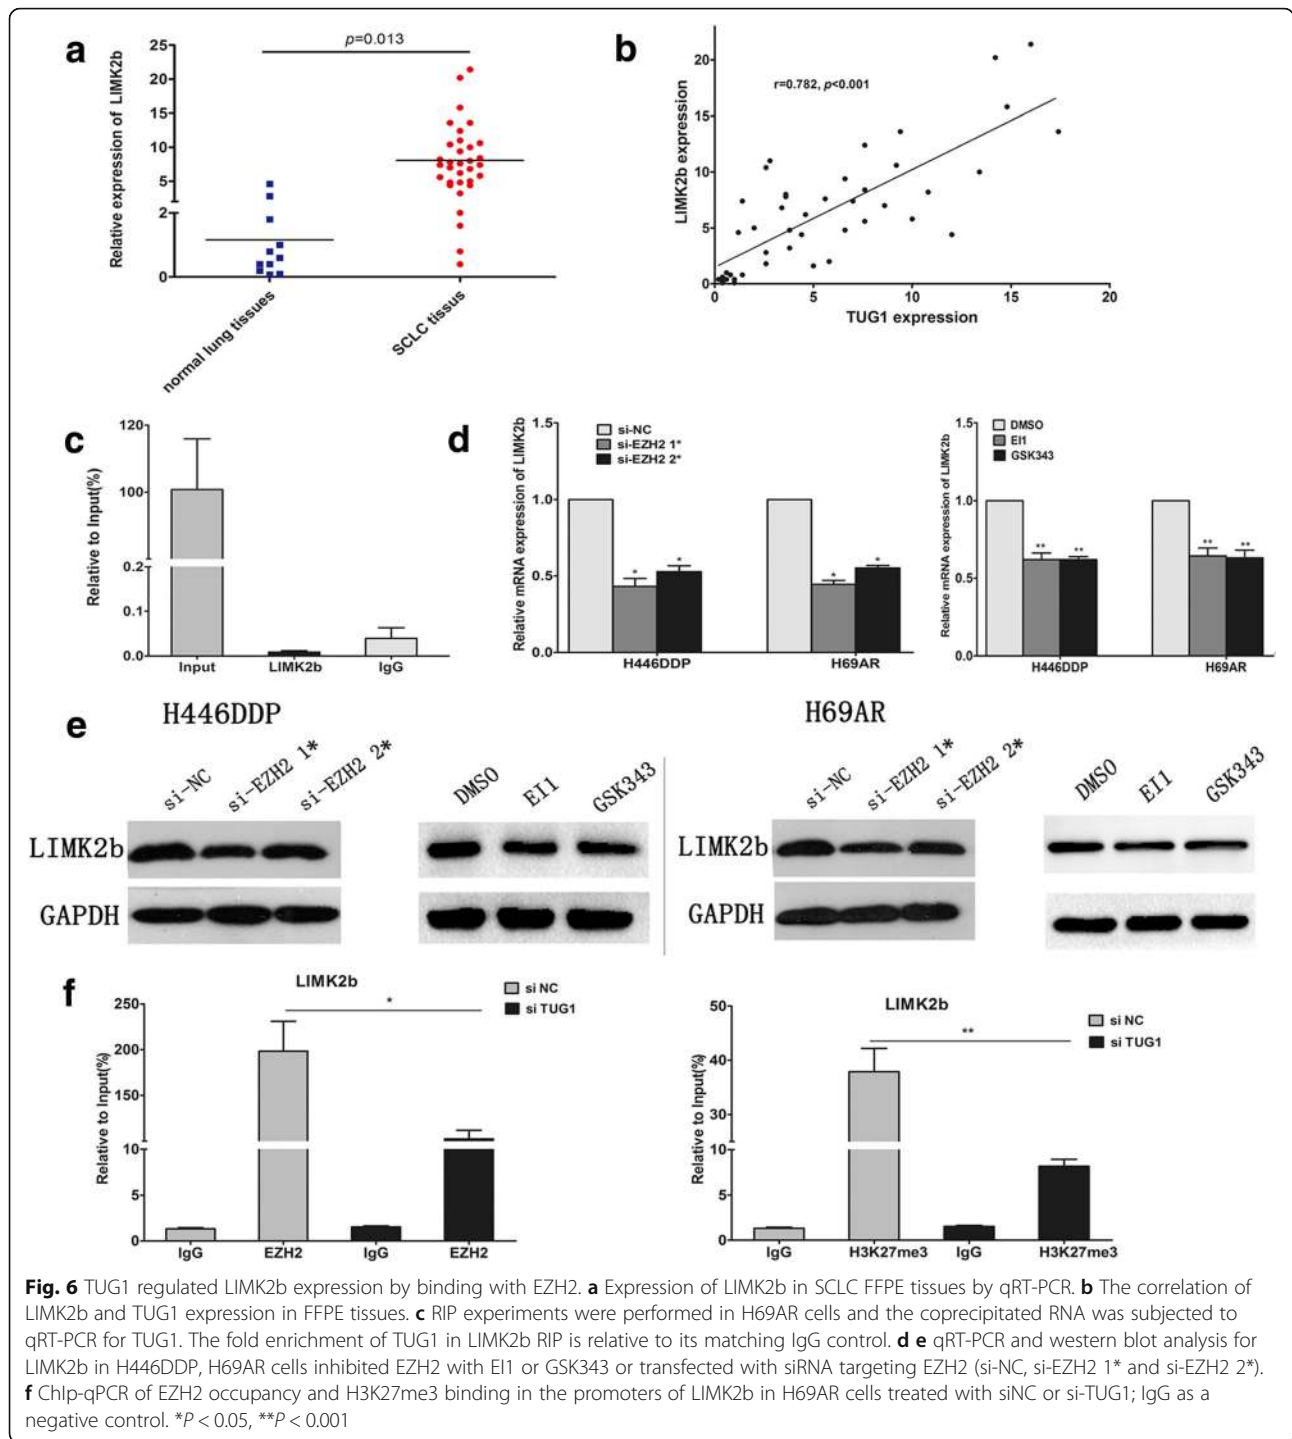 a
p=0.013
Relative expression of LIMK2b
25
20
15
10
5
2
0
normal lung tissues
SCLC tissus
b
r=0.782, p<0.001
LIMK2b expression
20
15
10
5
0
0 5 10 15 20
TUG1 expression
c
Relative to Input(%)
120
100
0.2
0.1
0.0
Input LIMK2b IgG
d
Relative mRNA expression of LIMK2b
1.5
1.0
0.5
0.0
si-NC
si-EZH2 1*
si-EZH2 2*
* * * *
H446DDP H69AR
Relative mRNA expression of LIMK2b
1.5
1.0
0.5
0.0
DMSO
EI1
GSK343
** ** ** **
H446DDP H69AR
e
H446DDP
si-NC si-EZH2 1* si-EZH2 2* DMSO EI1 GSK343
LIMK2b
GAPDH
H69AR
si-NC si-EZH2 1* si-EZH2 2* DMSO EI1 GSK343
LIMK2b
GAPDH
f
LIMK2b
si NC
si TUG1
*
Relative to Input(%)
250
200
150
10
5
0
IgG EZH2 IgG EZH2
LIMK2b
si NC
si TUG1
**
Relative to Input(%)
50
40
30
10
5
0
IgG H3K27me3 IgG H3K27me3
Fig. 6 TUG1 regulated LIMK2b expression by binding with EZH2. a Expression of LIMK2b in SCLC FFPE tissues by qRT-PCR. b The correlation of
LIMK2b and TUG1 expression in FFPE tissues. c RIP experiments were performed in H69AR cells and the coprecipitated RNA was subjected to
qRT-PCR for TUG1. The fold enrichment of TUG1 in LIMK2b RIP is relative to its matching IgG control. d e qRT-PCR and western blot analysis for
LIMK2b in H446DDP, H69AR cells inhibited EZH2 with EI1 or GSK343 or transfected with siRNA targeting EZH2 (si-NC, si-EZH2 1* and si-EZH2 2*).
f ChIp-qPCR of EZH2 occupancy and H3K27me3 binding in the promoters of LIMK2b in H69AR cells treated with siNC or si-TUG1; IgG as a
negative control. *P < 0.05, **P < 0.001